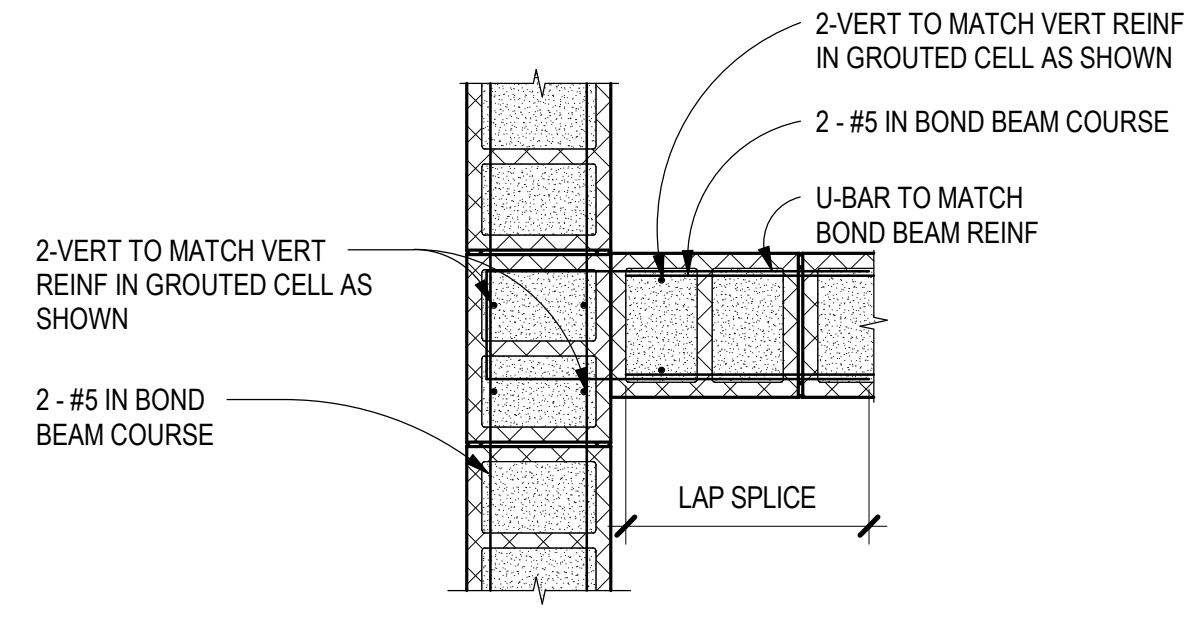 2-VERT TO MATCH VERT REINF
IN GROUTED CELL AS SHOWN
2 - #5 IN BOND BEAM COURSE
U-BAR TO MATCH
BOND BEAM REINF
2-VERT TO MATCH VERT
REINF IN GROUTED CELL AS
SHOWN
2 - #5 IN BOND
BEAM COURSE
LAP SPLICE